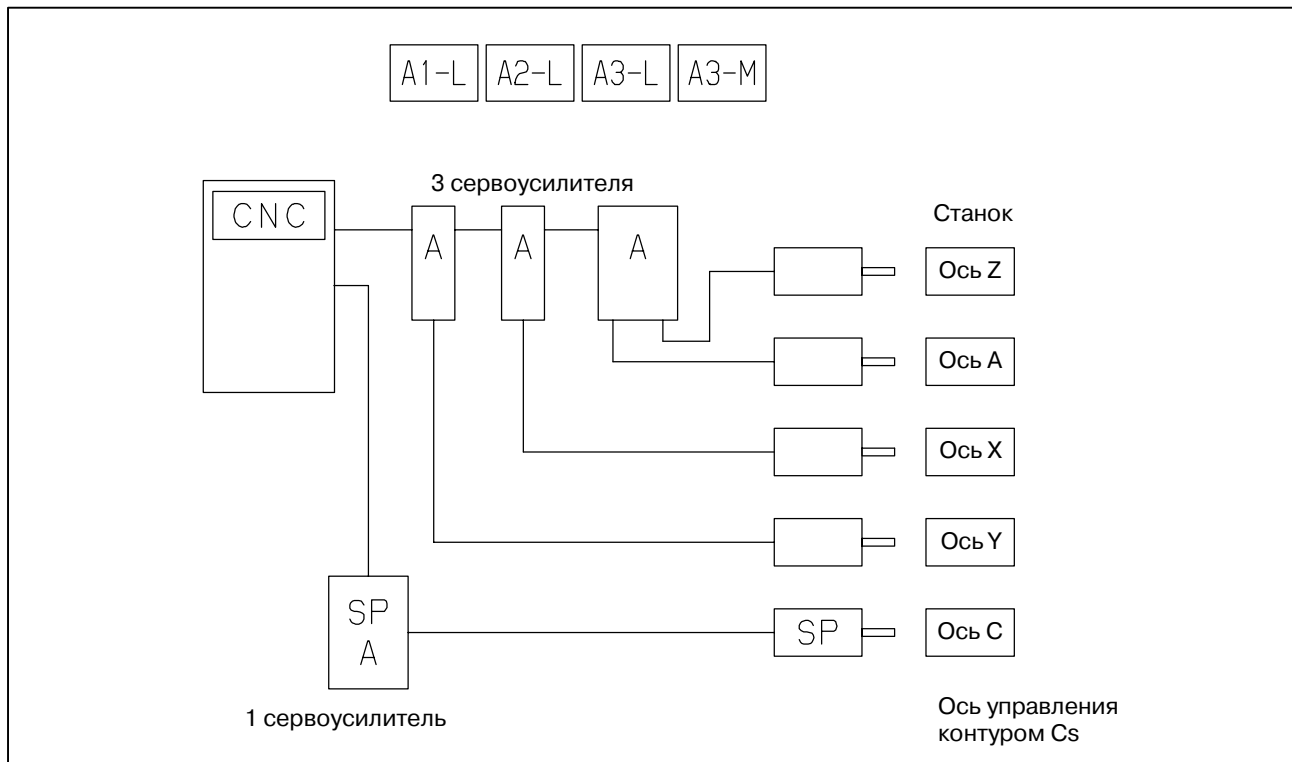 A1-L A2-L A3-L A3-M
3 сервоусилителя
CNC
A A A
Станок
Ось Z
Ось A
Ось X
Ось Y
SP
A
SP
Ось C
1 сервоусилитель
Ось управления
контуром Cs